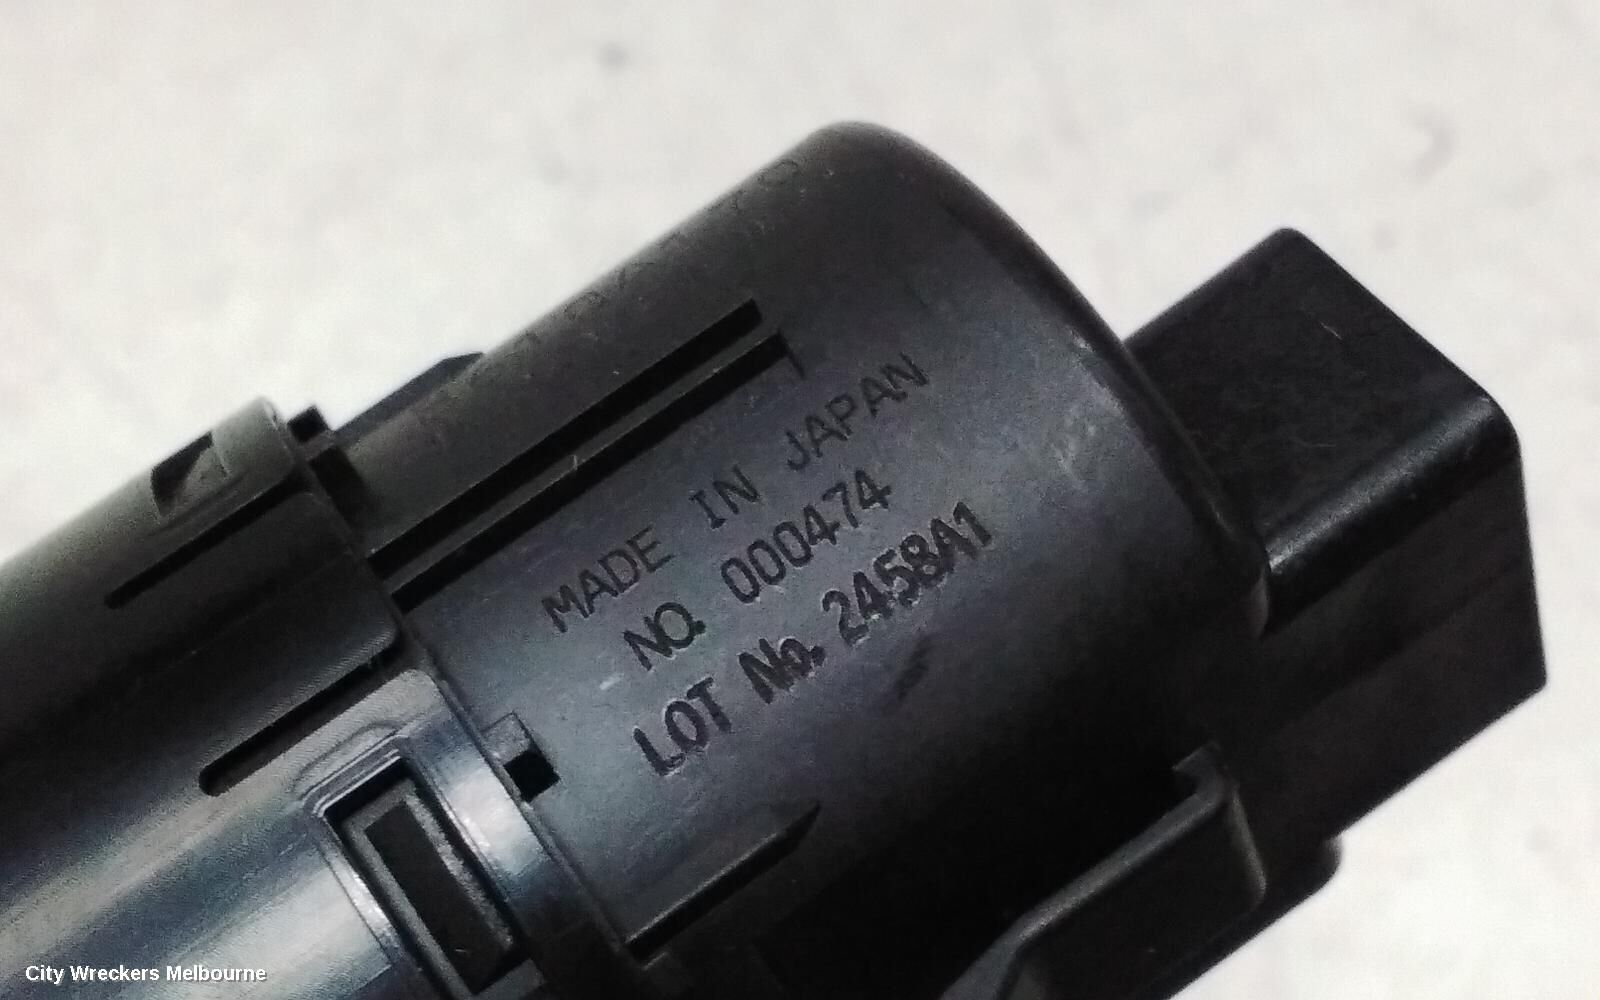 MADE IN JAPAN
NO. 000474
LOT No. 2458A1
City Wreckers Melbourne